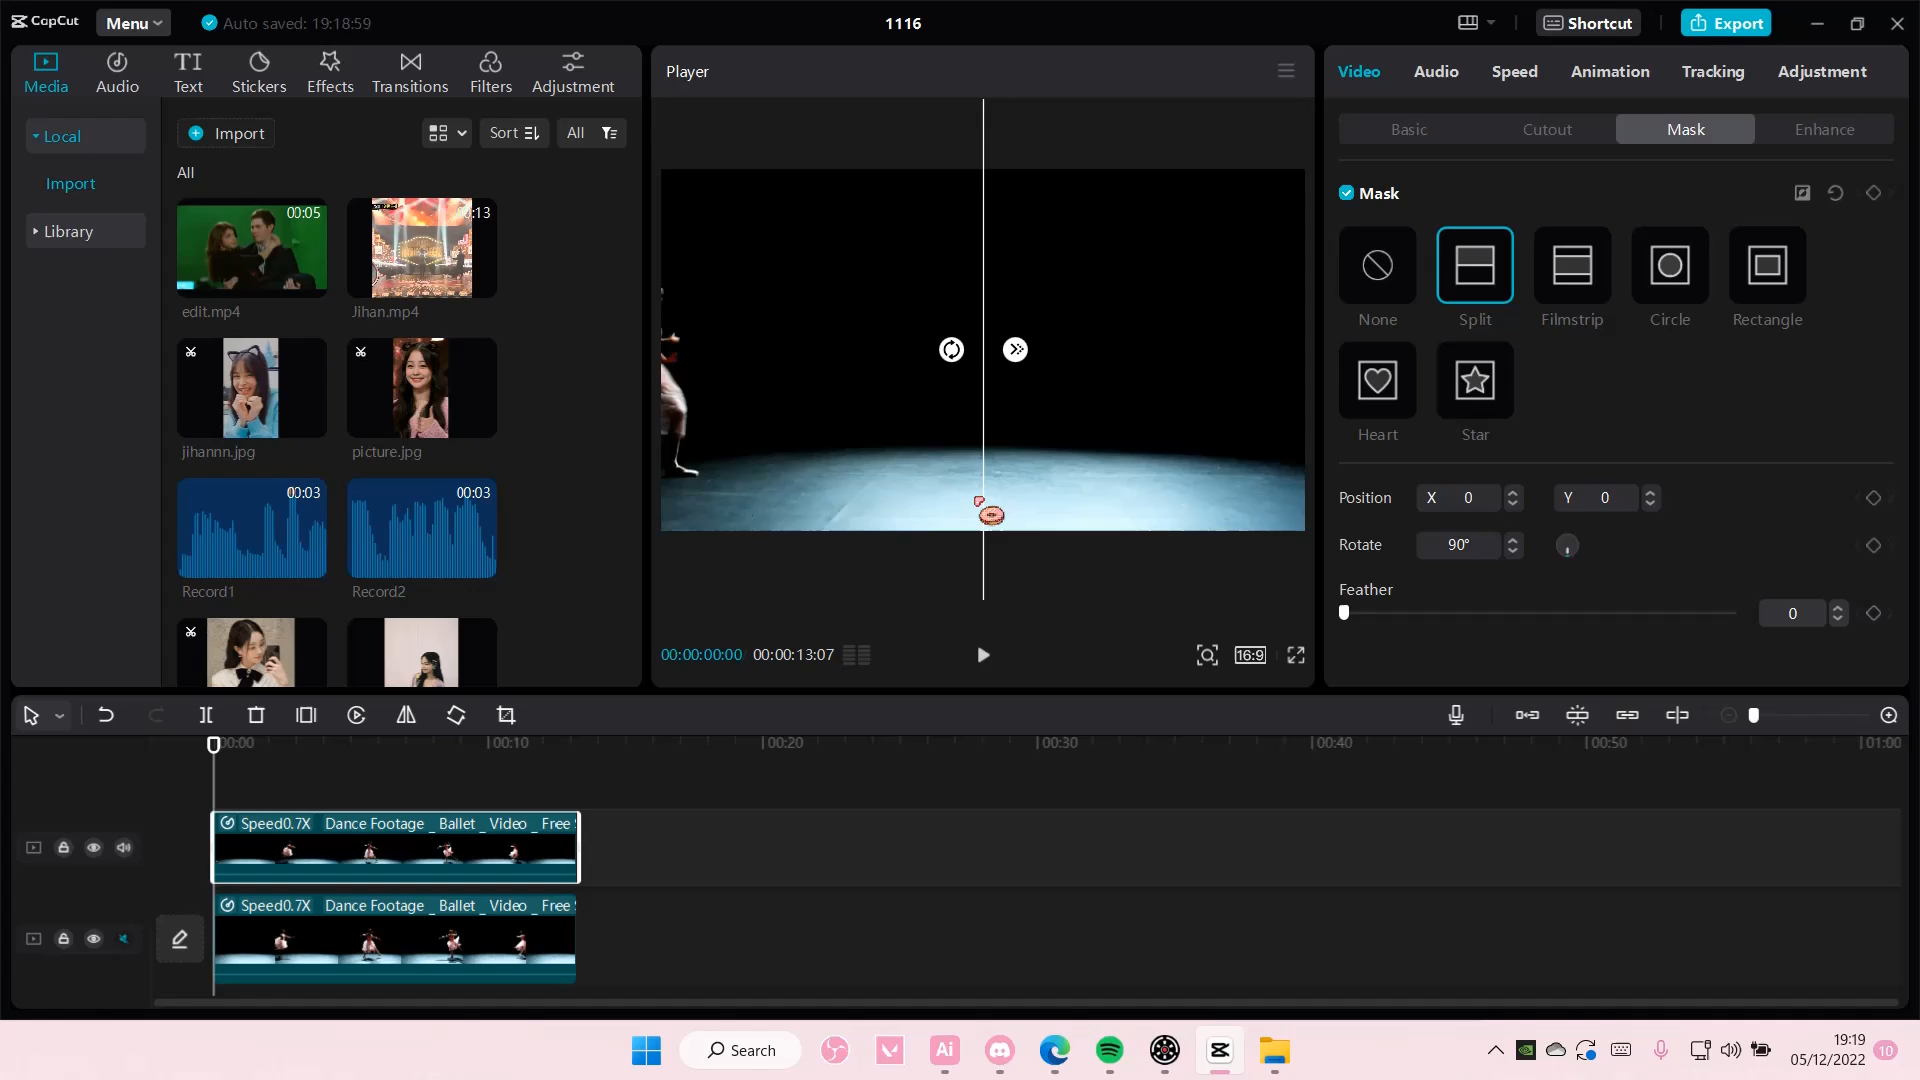 CapCut
Menu
Auto saved: 19:18:59
1116
Shortcut
Export
Media
Audio
Text
Stickers
Effects
Transitions
Filters
Adjustment
Local
Import
Library
Import
Sort
All
All
00:05
edit.mp4
:13
Jihan.mp4
jihannn.jpg
picture.jpg
00:03
Record1
00:03
Record2
Player
00:00:00:00 00:00:13:07
16:9
Video
Audio
Speed
Animation
Tracking
Adjustment
Basic
Cutout
Mask
Enhance
Mask
None
Split
Filmstrip
Circle
Rectangle
Heart
Star
Position X 0 Y 0
Rotate 90°
Feather
0
00:00
00:10
00:20
00:30
00:40
00:50
01:00
Speed0.7X Dance Footage _ Ballet _ Video _ Free
Speed0.7X Dance Footage _ Ballet _ Video _ Free
Search
Ai
19:19
05/12/2022
10